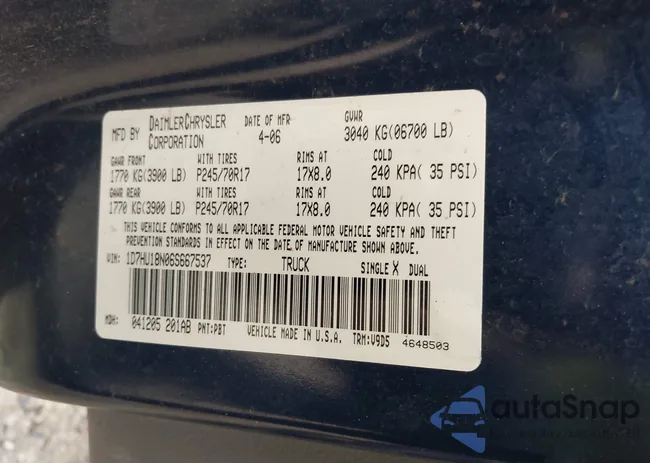 MFD BY DAIMLERCHRYSLER CORPORATION DATE OF MFR 4-06 GVWR 3040 KG(06700 LB)
GAWR FRONT WITH TIRES RIMS AT COLD
1770 KG(3900 LB) P245/70R17 17X8.0 240 KPA( 35 PSI)
GAWR REAR WITH TIRES RIMS AT COLD
1770 KG(3900 LB) P245/70R17 17X8.0 240 KPA( 35 PSI)
THIS VEHICLE CONFORMS TO ALL APPLICABLE FEDERAL MOTOR VEHICLE SAFETY AND THEFT
PREVENTION STANDARDS IN EFFECT ON THE DATE OF MANUFACTURE SHOWN ABOVE.
VIN: 1D7HU18N06S667537 TYPE: TRUCK SINGLE X DUAL
MDH: 041205 201AB PNT:PBT VEHICLE MADE IN U.S.A. TRM:V9D5 4648503
autoSnap